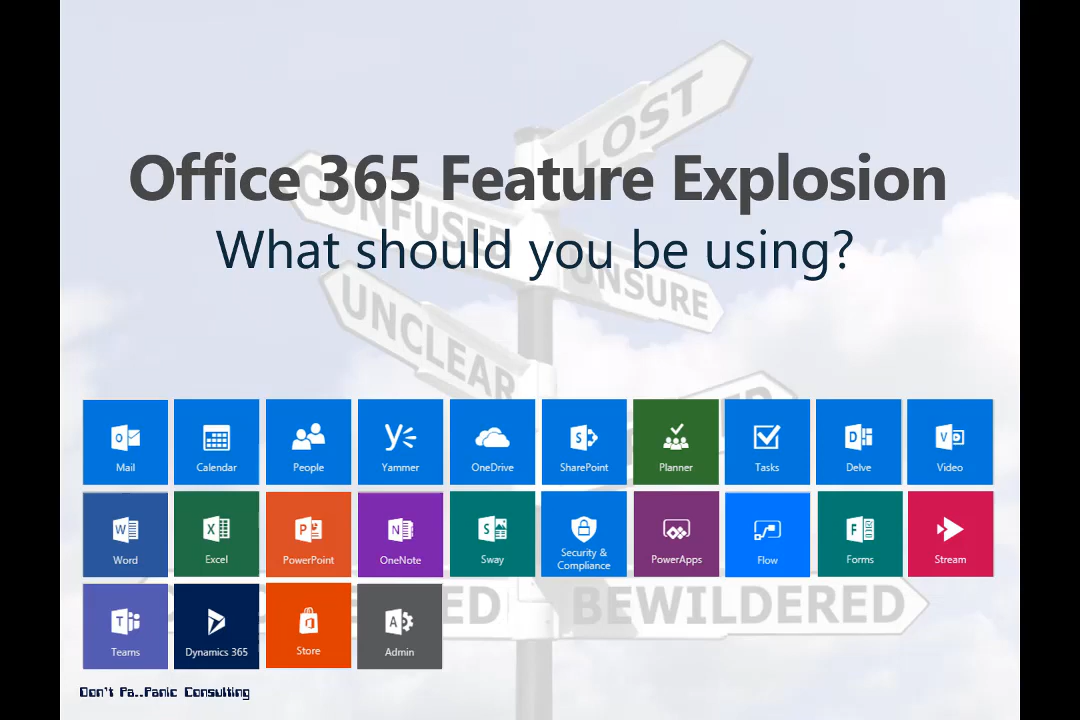 LOST
Office 365 Feature Explosion
CONFUSED
What should you be using?
UNSURE
UNCLEAR
Mail Calendar People Yammer OneDrive SharePoint Planner Tasks Delve Video
Word Excel PowerPoint OneNote Sway Security & Compliance PowerApps Flow Forms Stream
BEWILDERED
Teams Dynamics 365 Store Admin
Don't Pa..Panic Consulting